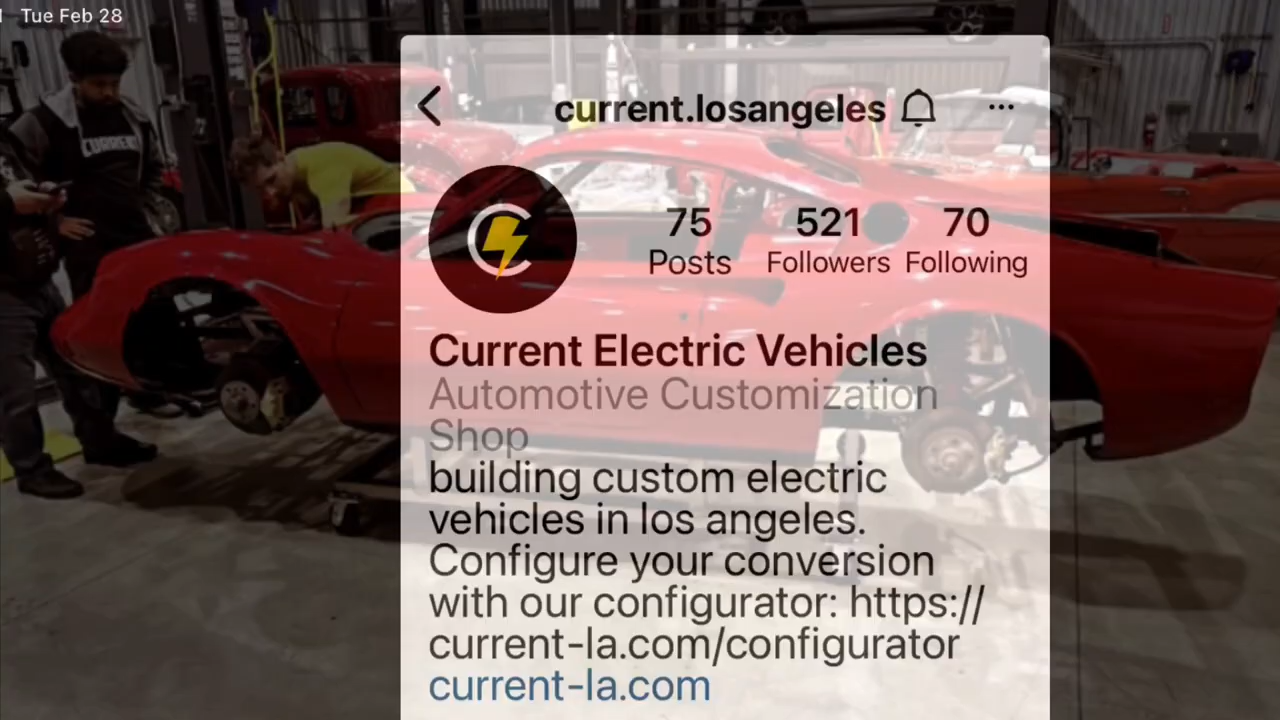 Tue Feb 28
current.losangeles
75 521 70
Posts Followers Following
Current Electric Vehicles
Automotive Customization
Shop
building custom electric
vehicles in los angeles.
Configure your conversion
with our configurator: https://
current-la.com/configurator
current-la.com
CURRENT